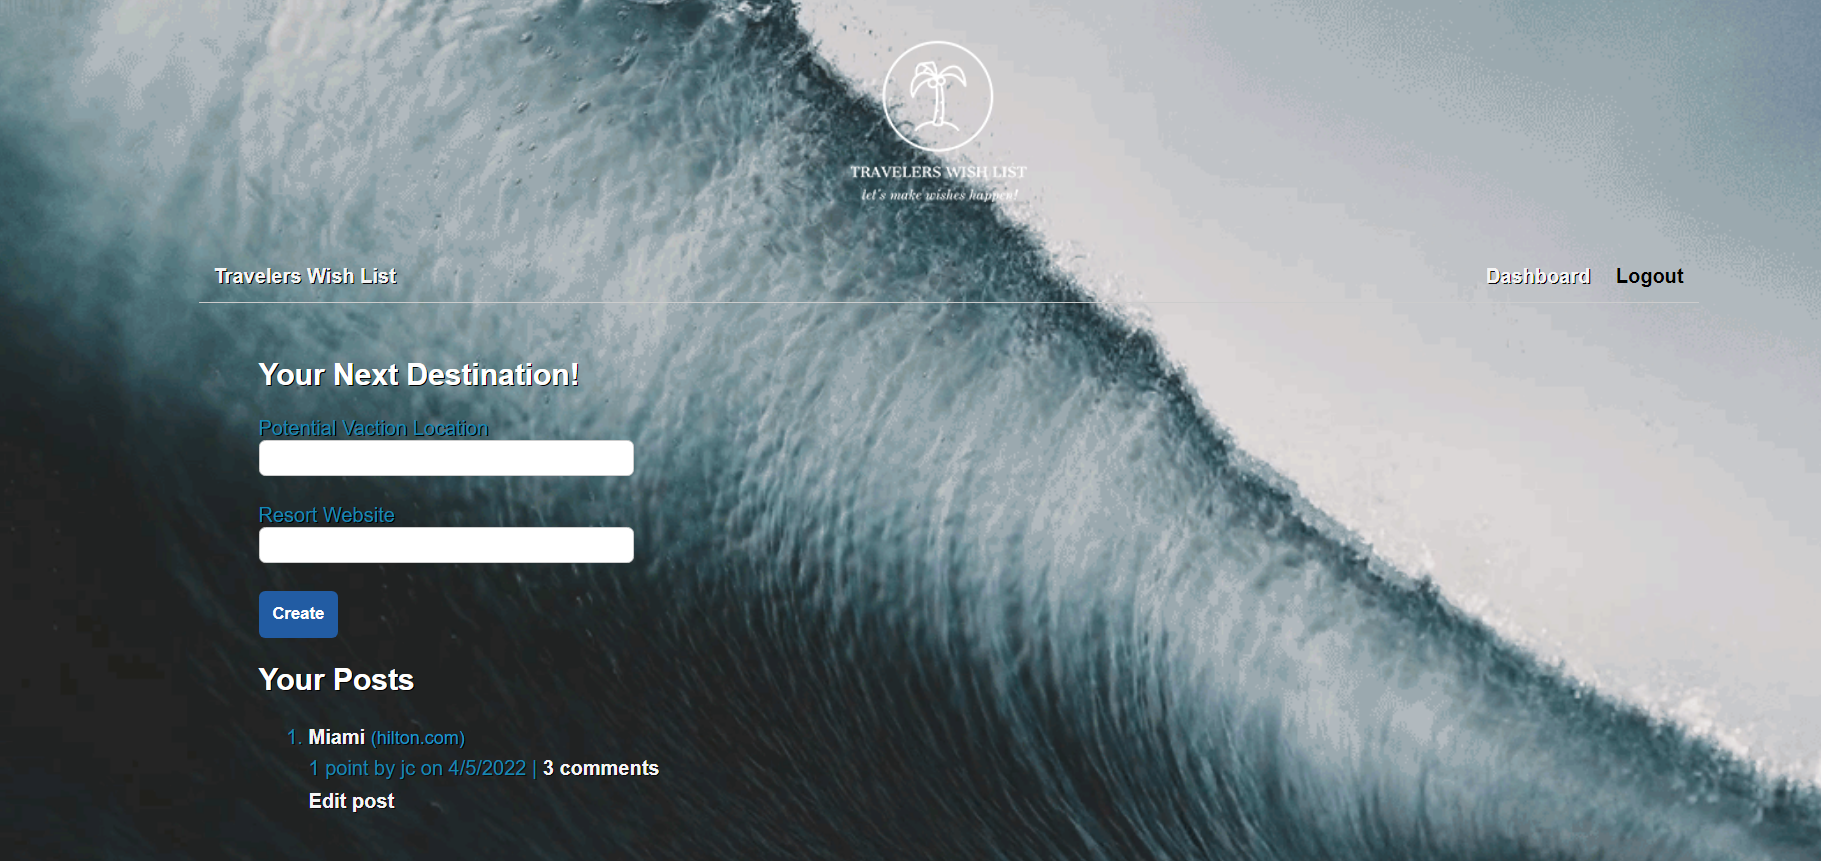 TRAVELERS WISH LIST
let's make wishes happen!
Travelers Wish List Dashboard Logout
Your Next Destination!
Potential Vaction Location
Resort Website
Create
Your Posts
1. Miami (hilton.com)
1 point by jc on 4/5/2022 | 3 comments
Edit post